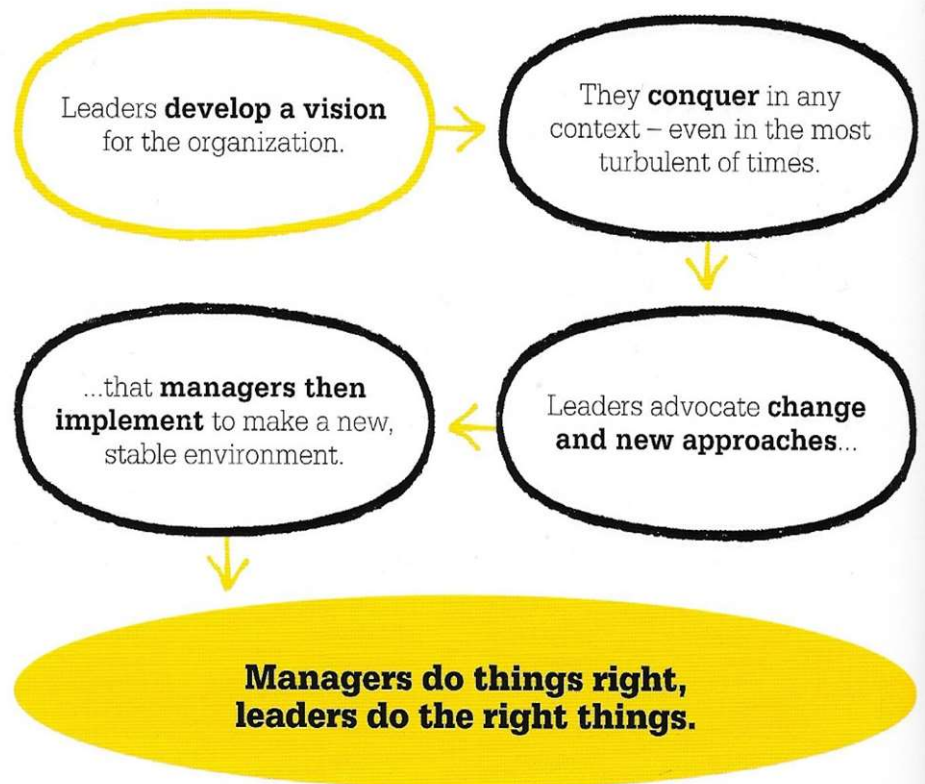 Leaders develop a vision
for the organization.
They conquer in any
context – even in the most
turbulent of times.
Leaders advocate change
and new approaches...
...that managers then
implement to make a new,
stable environment.
Managers do things right,
leaders do the right things.